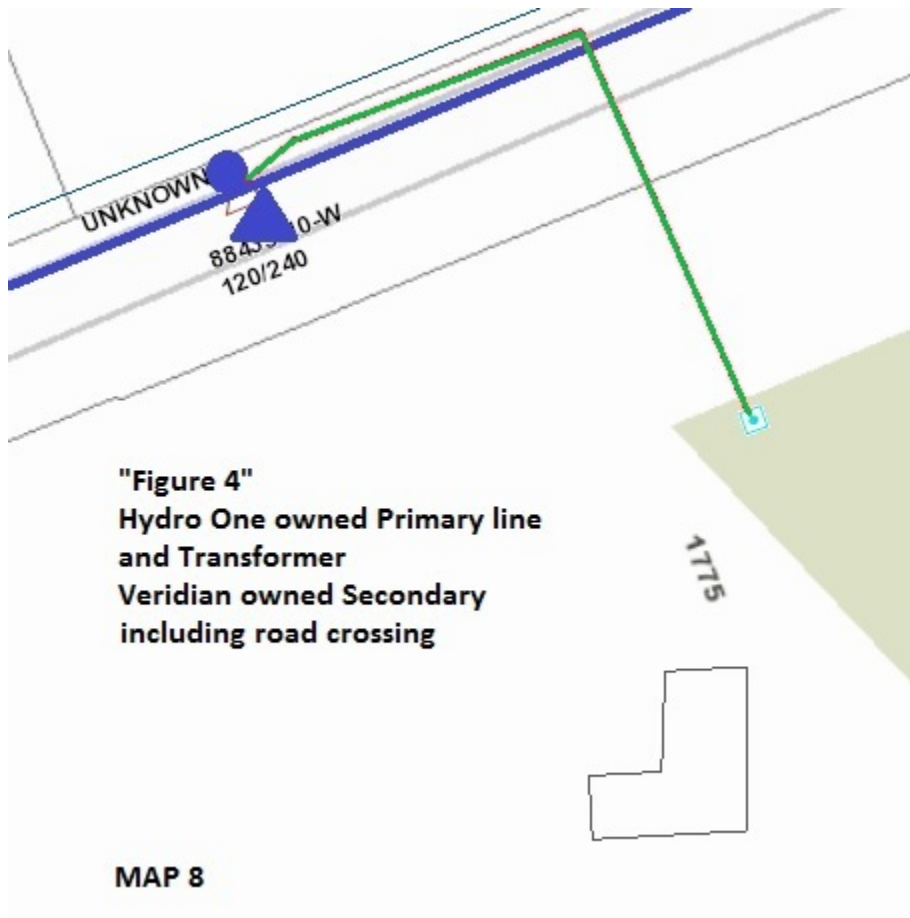 UNKNOWN
120/240
"Figure 4"
Hydro One owned Primary line
and Transformer
Veridian owned Secondary
including road crossing
1775
MAP 8